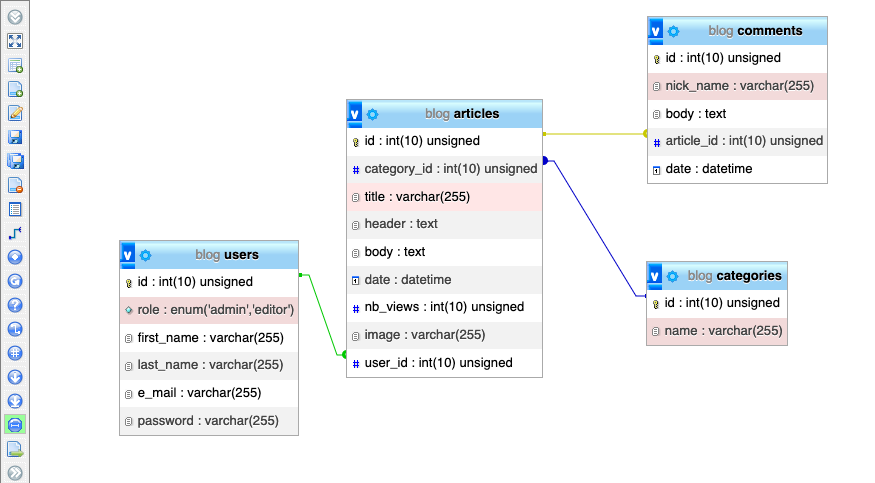 blog comments
id : int(10) unsigned
nick_name : varchar(255)
body : text
article_id : int(10) unsigned
date : datetime
blog articles
id : int(10) unsigned
category_id : int(10) unsigned
title : varchar(255)
header : text
body : text
date : datetime
nb_views : int(10) unsigned
image : varchar(255)
user_id : int(10) unsigned
blog users
id : int(10) unsigned
role : enum('admin','editor')
first_name : varchar(255)
last_name : varchar(255)
e_mail : varchar(255)
password : varchar(255)
blog categories
id : int(10) unsigned
name : varchar(255)